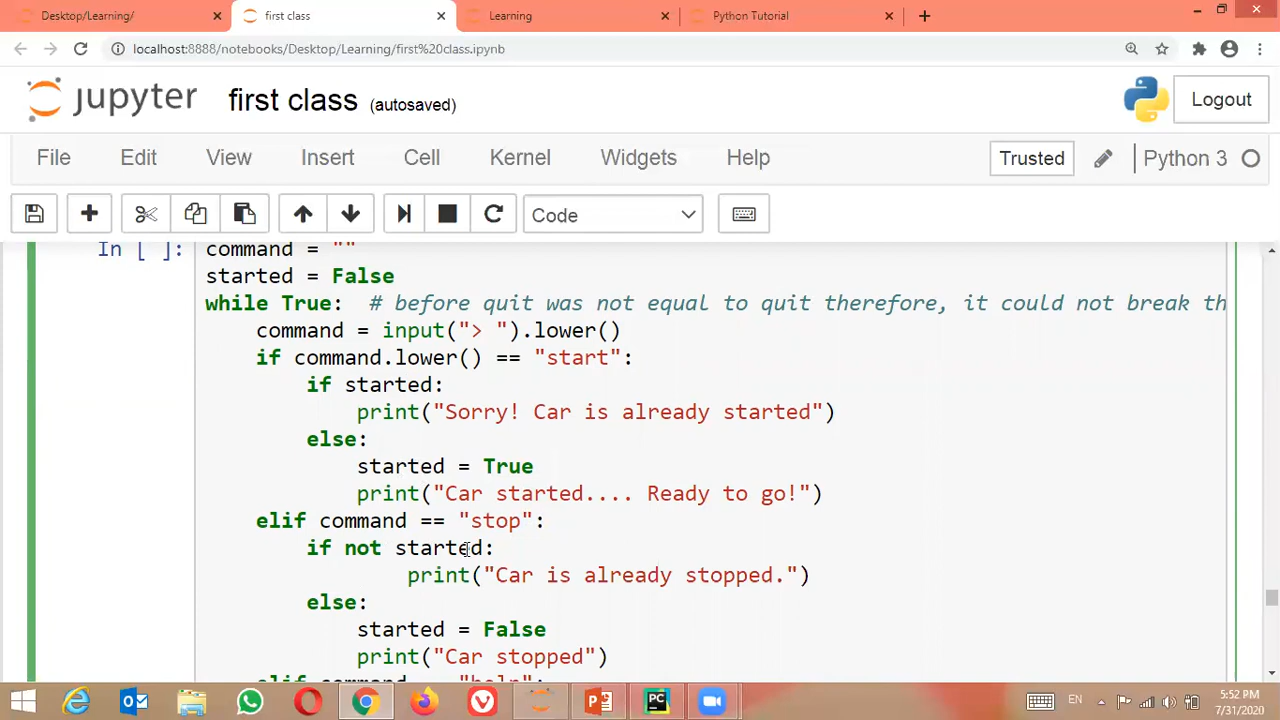 Desktop/Learning/ first class Learning Python Tutorial
localhost:8888/notebooks/Desktop/Learning/first%20class.ipynb
jupyter first class (autosaved) Logout
File Edit View Insert Cell Kernel Widgets Help Trusted Python 3
Code
In [ ]: command = ""
started = False
while True: # before quit was not equal to quit therefore, it could not break th
command = input("> ").lower()
if command.lower() == "start":
if started:
print("Sorry! Car is already started")
else:
started = True
print("Car started.... Ready to go!")
elif command == "stop":
if not started:
print("Car is already stopped.")
else:
started = False
print("Car stopped")
elif command == "help":
EN 5:52 PM
7/31/2020